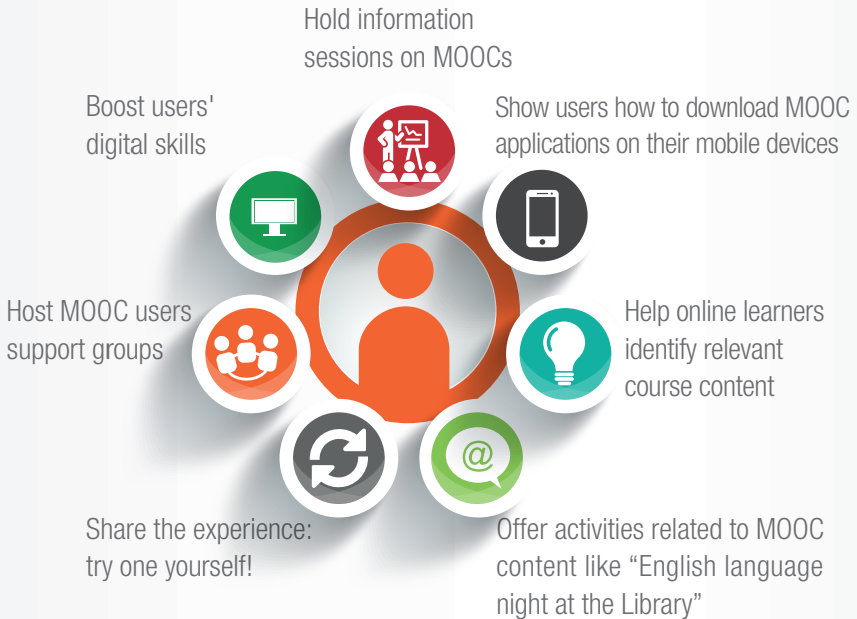 Hold information
sessions on MOOCs
Boost users'
digital skills
Show users how to download MOOC
applications on their mobile devices
Host MOOC users
support groups
Help online learners
identify relevant
course content
@
Share the experience:
try one yourself!
Offer activities related to MOOC
content like “English language
night at the Library”